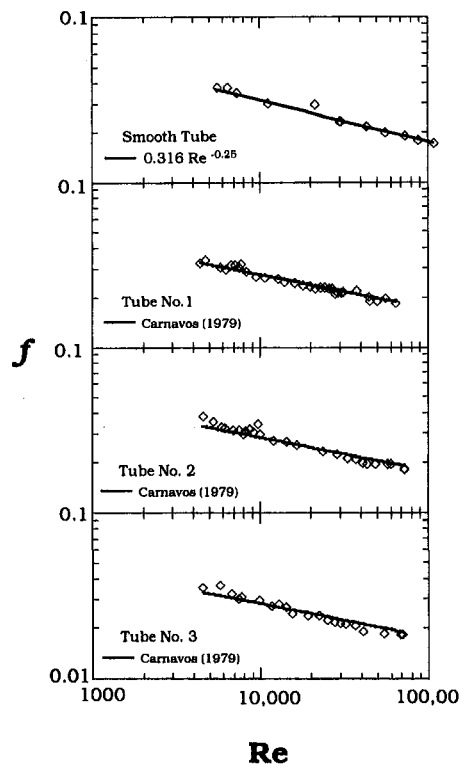 0.1
Smooth Tube
0.316 Re -0.25
0.1
Tube No.1
Carnavos (1979)
f
0.1
Tube No. 2
Carnavos (1979)
0.1
Tube No. 3
Carnavos (1979)
0.01
1000 10,000 100,00
Re